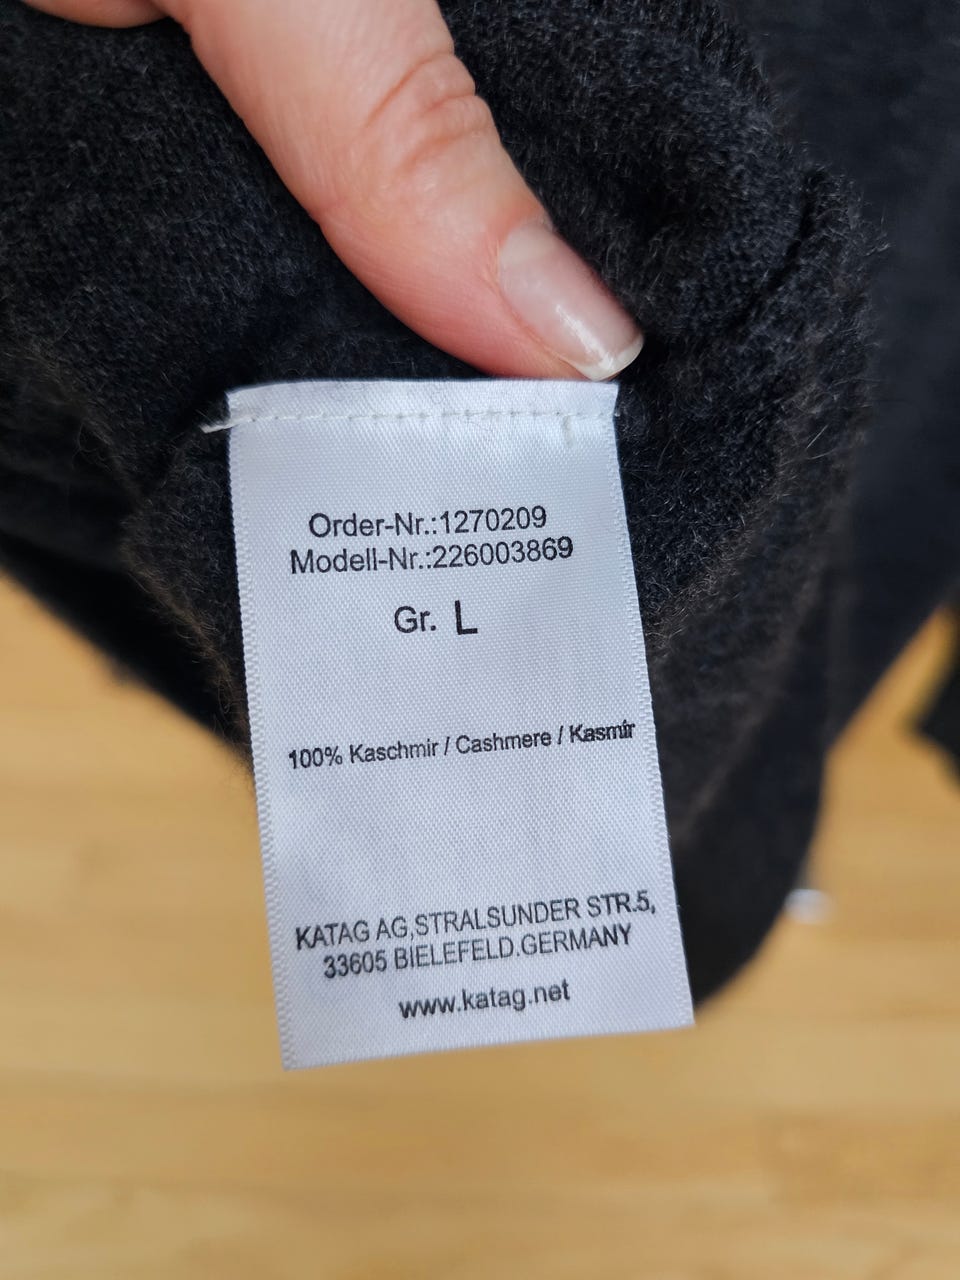 Order-Nr.:1270209
Modell-Nr.:226003869
Gr. L
100% Kaschmir / Cashmere / Kasmír
KATAG AG,STRALSUNDER STR.5,
33605 BIELEFELD.GERMANY
www.katag.net